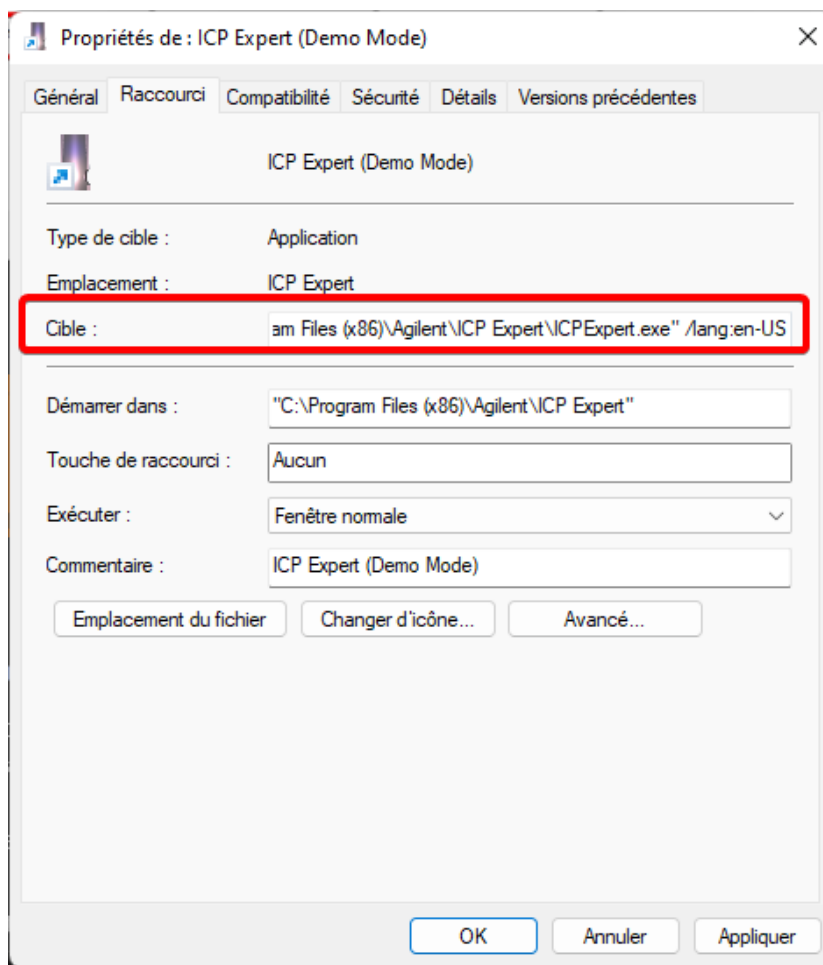 Propriétés de : ICP Expert (Demo Mode)
Général Raccourci Compatibilité Sécurité Détails Versions précédentes
ICP Expert (Demo Mode)
Type de cible : Application
Emplacement : ICP Expert
Cible : am Files (x86)\Agilent\ICP Expert\ICPExpert.exe" /lang:en-US
Démarrer dans : "C:\Program Files (x86)\Agilent\ICP Expert"
Touche de raccourci : Aucun
Exécuter : Fenêtre normale
Commentaire : ICP Expert (Demo Mode)
Emplacement du fichier Changer d'icône... Avancé...
OK Annuler Appliquer